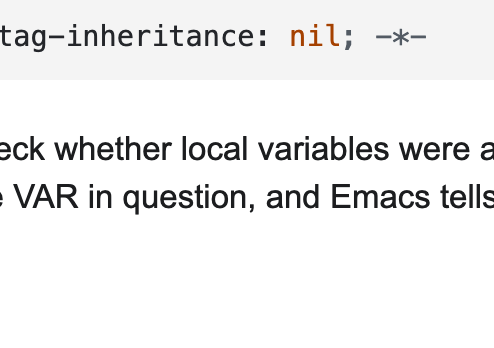 tag-inheritance: nil; -*-
eck whether local variables were a
e VAR in question, and Emacs tells